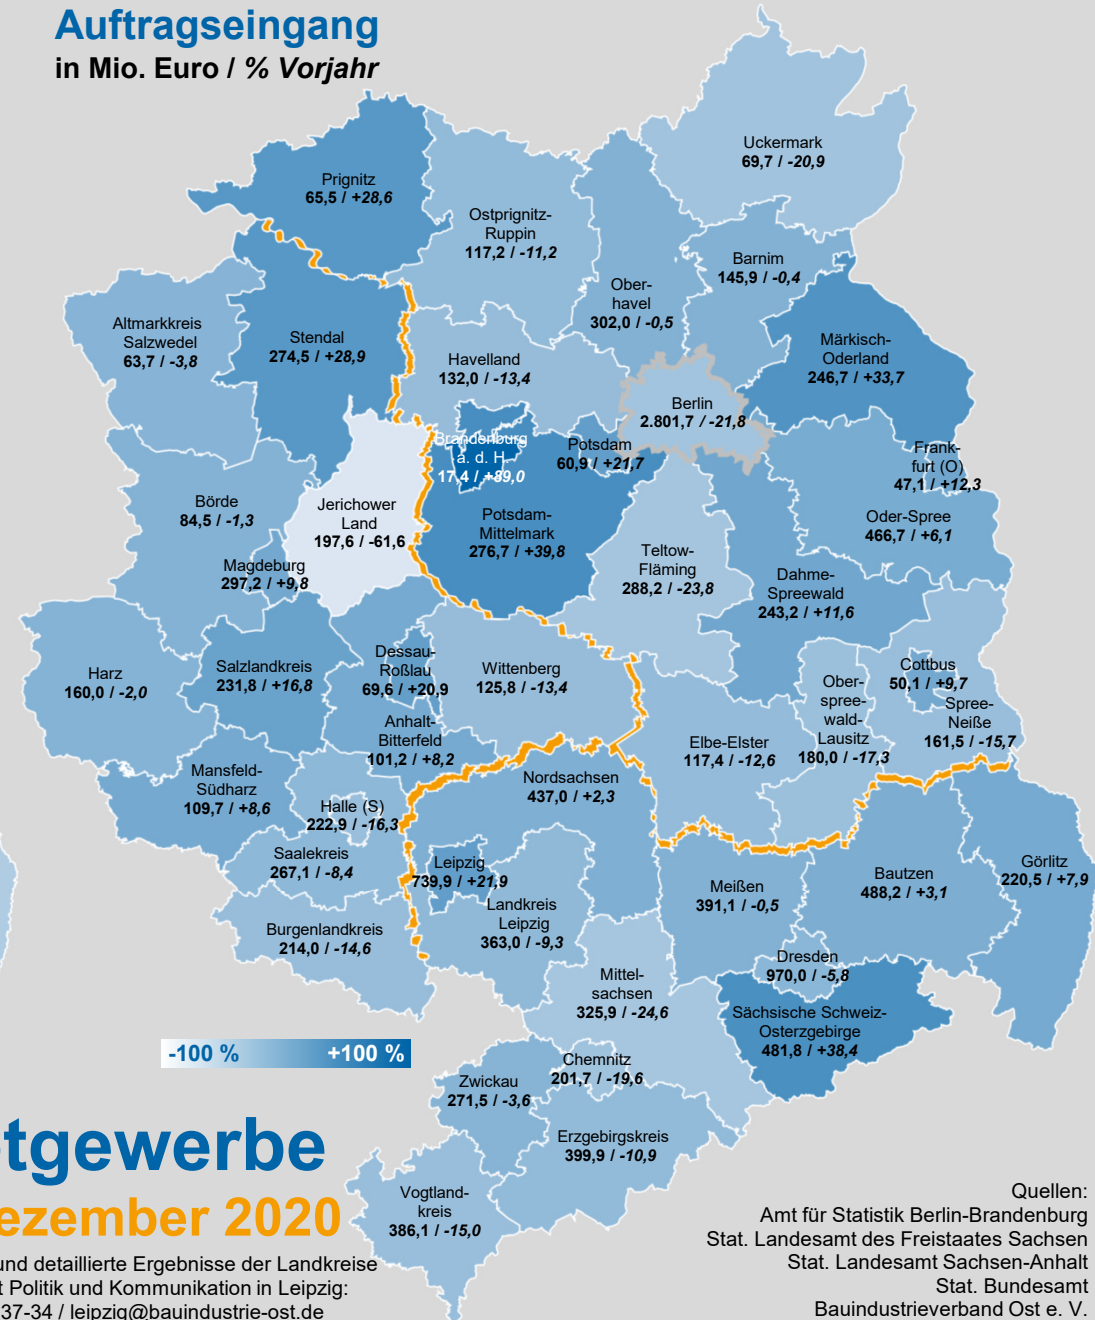 Auftragseingang
in Mio. Euro / % Vorjahr
Uckermark
69,7 / -20,9
Prignitz
65,5 / +28,6
Ostprignitz-
Ruppin
117,2 / -11,2
Barnim
145,9 / -0,4
Ober-
havel
302,0 / -0,5
Altmarkkreis
Salzwedel
63,7 / -3,8
Stendal
274,5 / +28,9
Havelland
132,0 / -13,4
Märkisch-
Oderland
246,7 / +33,7
Berlin
2.801,7 / -21,8
Brandenburg
a. d. H.
17,4 / +89,0
Potsdam
60,9 / +21,7
Frank-
furt (O)
47,1 / +12,3
Börde
84,5 / -1,3
Jerichower
Land
197,6 / -61,6
Potsdam-
Mittelmark
276,7 / +39,8
Oder-Spree
466,7 / +6,1
Teltow-
Fläming
288,2 / -23,8
Magdeburg
297,2 / +9,8
Dahme-
Spreewald
243,2 / +11,6
Harz
160,0 / -2,0
Salzlandkreis
231,8 / +16,8
Dessau-
Roßlau
69,6 / +20,9
Wittenberg
125,8 / -13,4
Cottbus
50,1 / +9,7
Ober-
spree-
wald-
Lausitz
180,0 / -17,3
Spree-
Neiße
161,5 / -15,7
Anhalt-
Bitterfeld
101,2 / +8,2
Elbe-Elster
117,4 / -12,6
Mansfeld-
Südharz
109,7 / +8,6
Nordsachsen
437,0 / +2,3
Halle (S)
222,9 / -16,3
Saalekreis
267,1 / -8,4
Leipzig
739,9 / +21,9
Meißen
391,1 / -0,5
Bautzen
488,2 / +3,1
Görlitz
220,5 / +7,9
Landkreis
Leipzig
363,0 / -9,3
Burgenlandkreis
214,0 / -14,6
Dresden
970,0 / -5,8
Mittel-
sachsen
325,9 / -24,6
Sächsische Schweiz-
Osterzgebirge
481,8 / +38,4
-100 % +100 %
Chemnitz
201,7 / -19,6
Zwickau
271,5 / -3,6
Erzgebirgskreis
399,9 / -10,9
Vogtland-
kreis
386,1 / -15,0
tgewerbe
ezember 2020
und detaillierte Ergebnisse der Landkreise
t Politik und Kommunikation in Leipzig:
37-34 / leipzig@bauindustrie-ost.de
Quellen:
Amt für Statistik Berlin-Brandenburg
Stat. Landesamt des Freistaates Sachsen
Stat. Landesamt Sachsen-Anhalt
Stat. Bundesamt
Bauindustrieverband Ost e. V.